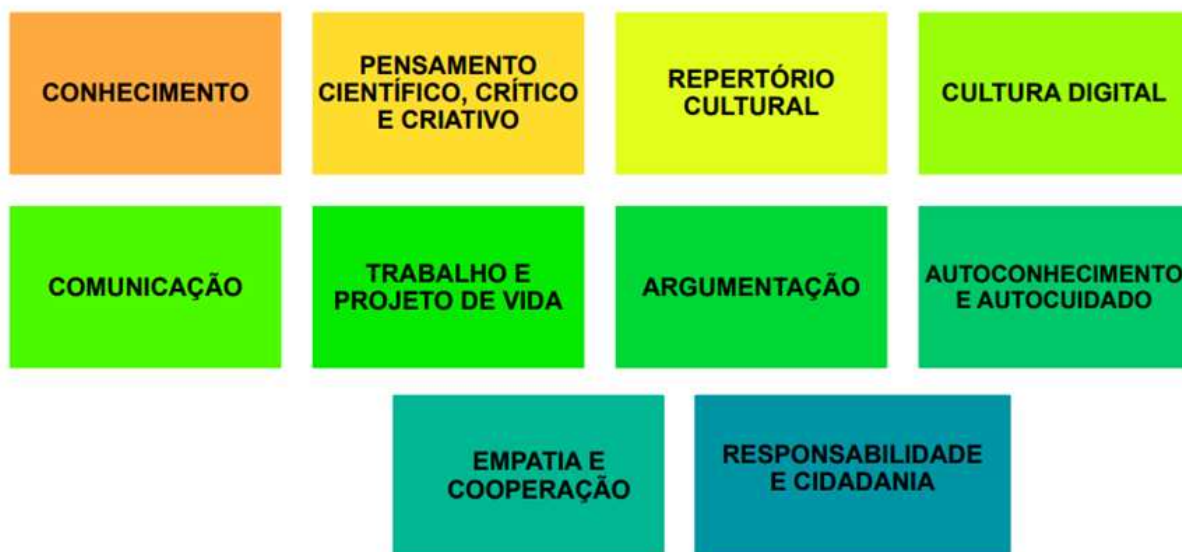 CONHECIMENTO
PENSAMENTO
CIENTÍFICO, CRÍTICO
E CRIATIVO
REPERTÓRIO
CULTURAL
CULTURA DIGITAL
COMUNICAÇÃO
TRABALHO E
PROJETO DE VIDA
ARGUMENTAÇÃO
AUTOCONHECIMENTO
E AUTOCUIDADO
EMPATIA E
COOPERAÇÃO
RESPONSABILIDADE
E CIDADANIA